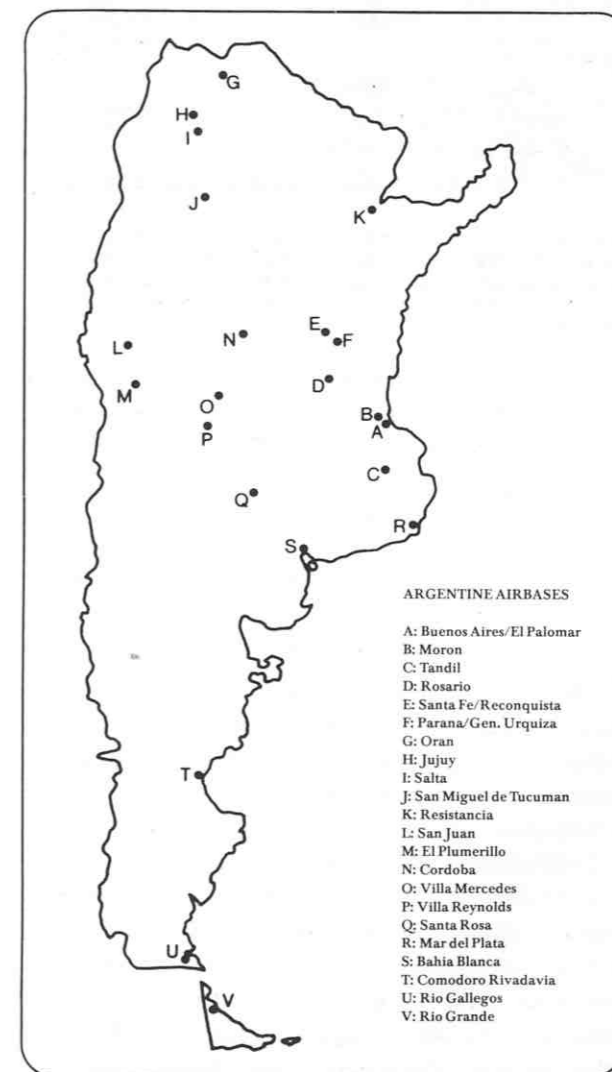 G
H
I
J
K
E
F
N
L
D
M
O
B
A
P
C
Q
R
S
ARGENTINE AIRBASES
A: Buenos Aires/El Palomar
B: Moron
C: Tandil
D: Rosario
E: Santa Fe/Reconquista
F: Parana/Gen. Urquiza
G: Oran
H: Jujuy
I: Salta
J: San Miguel de Tucuman
K: Resistancia
L: San Juan
M: El Plumerillo
N: Cordoba
O: Villa Mercedes
P: Villa Reynolds
Q: Santa Rosa
R: Mar del Plata
S: Bahia Blanca
T: Comodoro Rivadavia
U: Rio Gallegos
V: Rio Grande
T
U
V